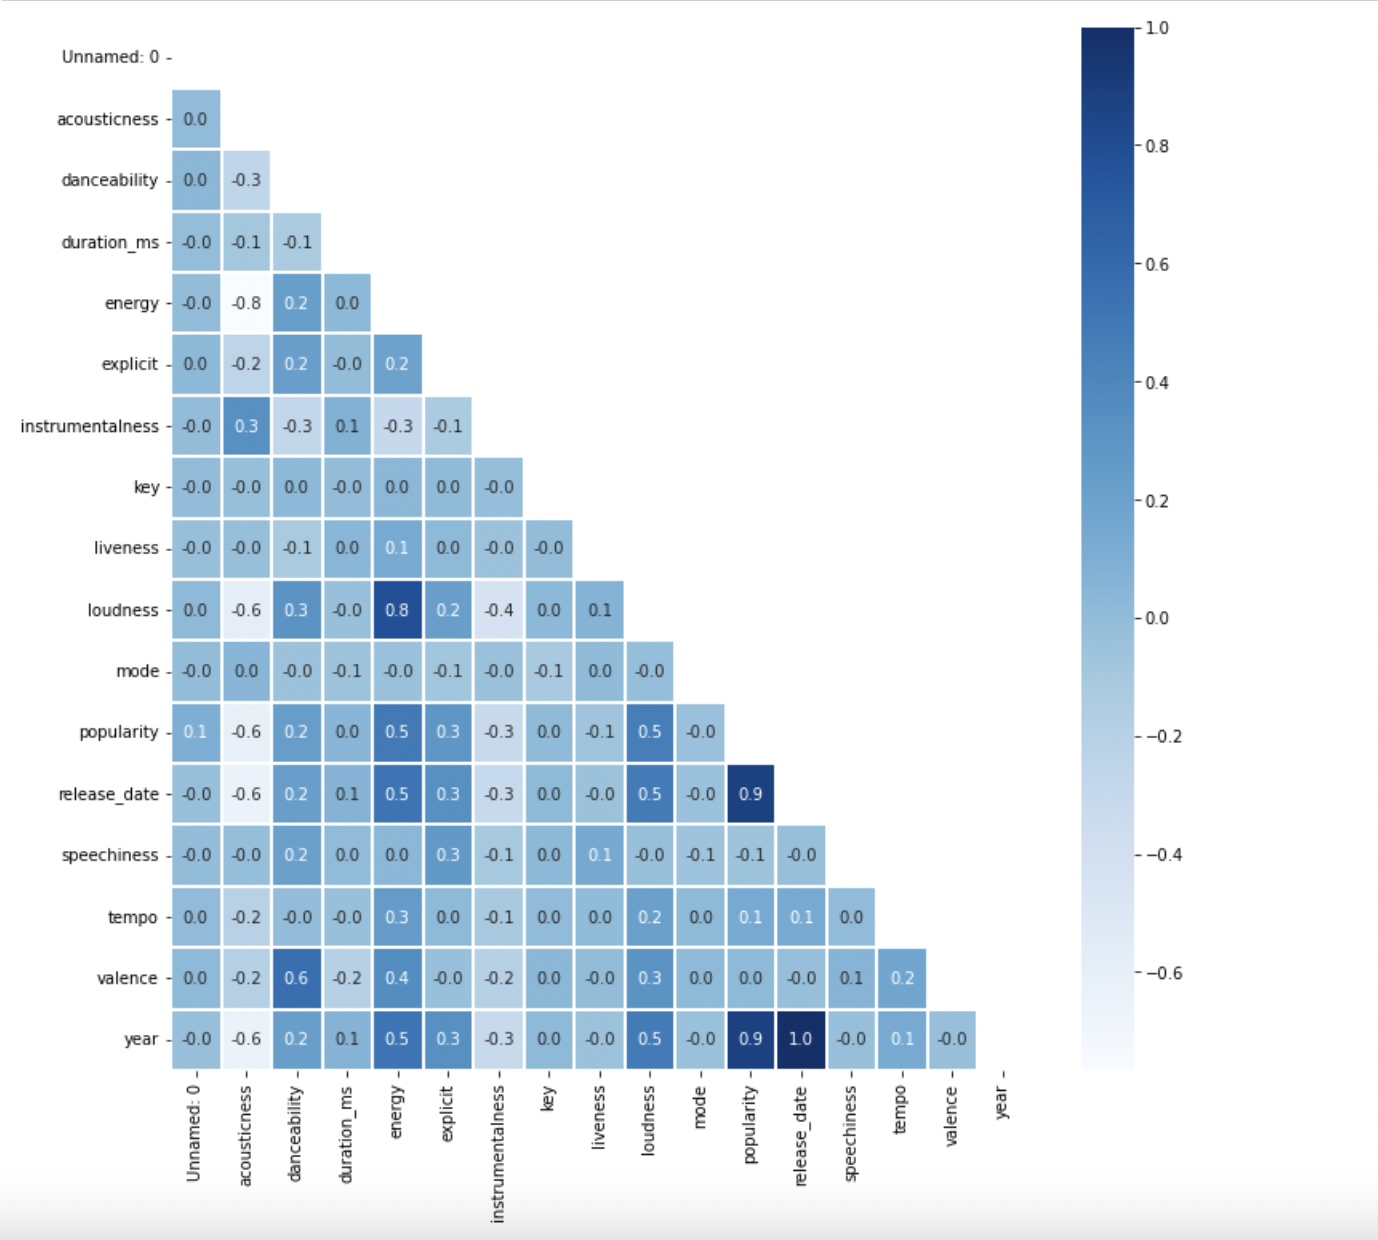 1.0
Unnamed: 0
acousticness 0.0
0.8
danceability 0.0 -0.3
duration_ms -0.0 -0.1 -0.1
0.6
energy -0.0 -0.8 0.2 0.0
explicit 0.0 -0.2 0.2 -0.0 0.2
0.4
instrumentalness -0.0 0.3 -0.3 0.1 -0.3 -0.1
key -0.0 -0.0 0.0 -0.0 0.0 0.0 -0.0
0.2
liveness -0.0 -0.0 -0.1 0.0 0.1 0.0 -0.0 -0.0
loudness 0.0 -0.6 0.3 -0.0 0.8 0.2 -0.4 0.0 0.1
0.0
mode -0.0 0.0 -0.0 -0.1 -0.0 -0.1 -0.0 -0.1 0.0 -0.0
popularity 0.1 -0.6 0.2 0.0 0.5 0.3 -0.3 0.0 -0.1 0.5 -0.0
−0.2
release_date -0.0 -0.6 0.2 0.1 0.5 0.3 -0.3 0.0 -0.0 0.5 -0.0 0.9
speechiness -0.0 -0.0 0.2 0.0 0.0 0.3 -0.1 0.0 0.1 -0.0 -0.1 -0.1 -0.0
−0.4
tempo 0.0 -0.2 -0.0 -0.0 0.3 0.0 -0.1 0.0 0.0 0.2 0.0 0.1 0.1 0.0
valence 0.0 -0.2 0.6 -0.2 0.4 -0.0 -0.2 0.0 -0.0 0.3 0.0 0.0 -0.0 0.1 0.2
−0.6
year -0.0 -0.6 0.2 0.1 0.5 0.3 -0.3 0.0 -0.0 0.5 -0.0 0.9 1.0 -0.0 0.1 -0.0
Unnamed: 0
acousticness
danceability
duration_ms
energy
explicit
instrumentalness
key
liveness
loudness
mode
popularity
release_date
speechiness
tempo
valence
year